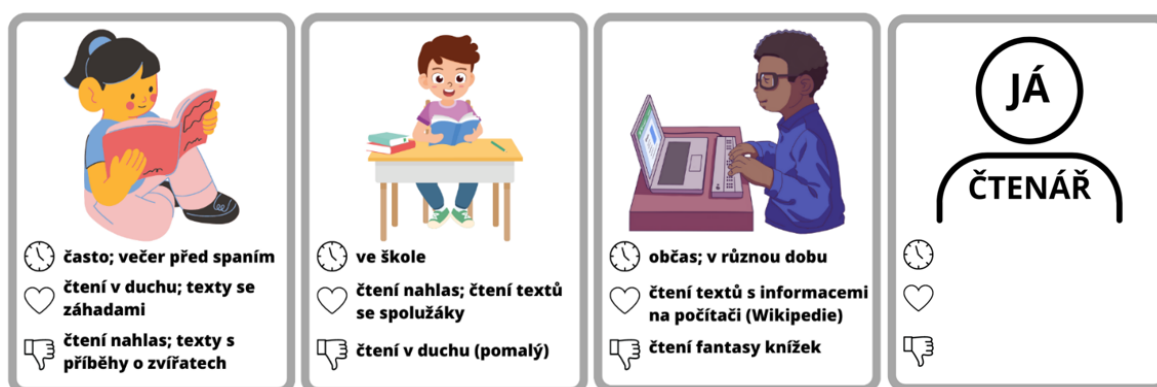 často; večer před spaním
čtení v duchu; texty se
záhadami
čtení nahlas; texty s
příběhy o zvířatech
ve škole
čtení nahlas; čtení textů
se spolužáky
čtení v duchu (pomalý)
občas; v různou dobu
čtení textů s informacemi
na počítači (Wikipedie)
čtení fantasy knížek
JÁ
ČTENÁŘ